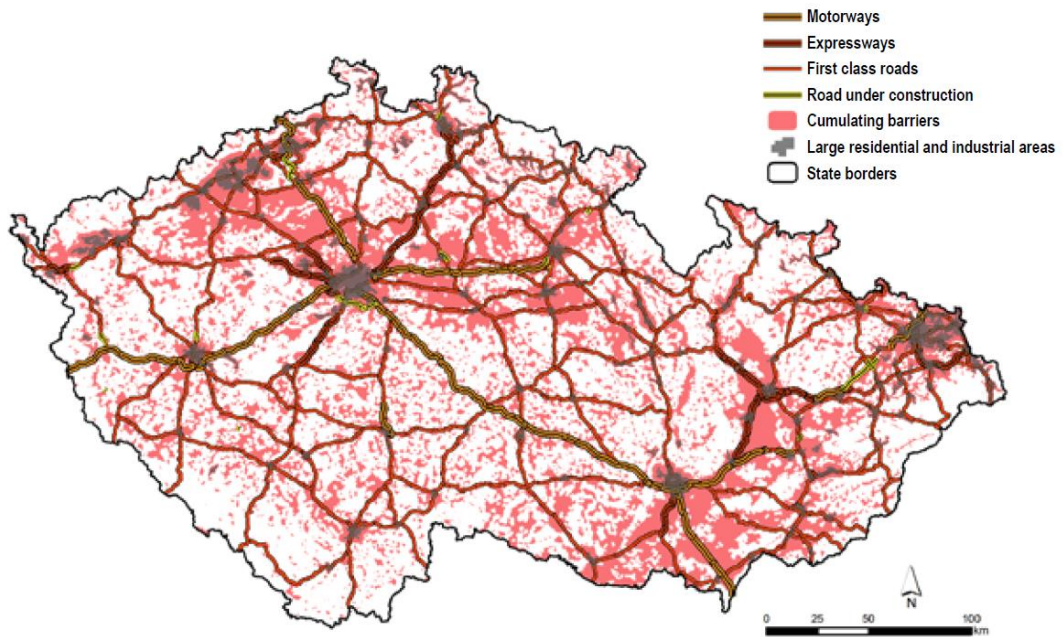 Motorways
Expressways
First class roads
Road under construction
Cumulating barriers
Large residential and industrial areas
State borders
N
0 25 50 100
km